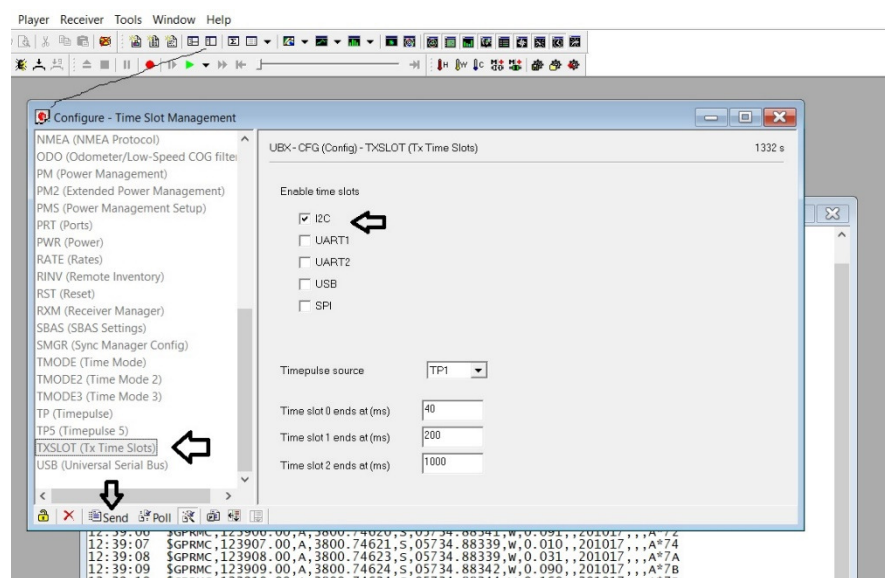 Player Receiver Tools Window Help
Configure - Time Slot Management
NMEA (NMEA Protocol)
ODO (Odometer/Low-Speed COG filter
PM (Power Management)
PM2 (Extended Power Management)
PMS (Power Management Setup)
PRT (Ports)
PWR (Power)
RATE (Rates)
RINV (Remote Inventory)
RST (Reset)
RXM (Receiver Manager)
SBAS (SBAS Settings)
SMGR (Sync Manager Config)
TMODE (Time Mode)
TMODE2 (Time Mode 2)
TMODE3 (Time Mode 3)
TP (Timepulse)
TP5 (Timepulse 5)
TXSLOT (Tx Time Slots)
USB (Universal Serial Bus)
UBX - CFG (Config) - TXSLOT (Tx Time Slots) 1332 s
Enable time slots
I2C
UART1
UART2
USB
SPI
Timepulse source TP1
Time slot 0 ends at (ms) 40
Time slot 1 ends at (ms) 200
Time slot 2 ends at (ms) 1000
Send Poll
12:39:07 $GPRMC,123907.00,A,3800.74621,S,05734.88339,W,0.010,,201017,,,A*7A
12:39:08 $GPRMC,123908.00,A,3800.74623,S,05734.88339,W,0.031,,201017,,,A*7A
12:39:09 $GPRMC,123909.00,A,3800.74624,S,05734.88342,W,0.090,,201017,,,A*7B